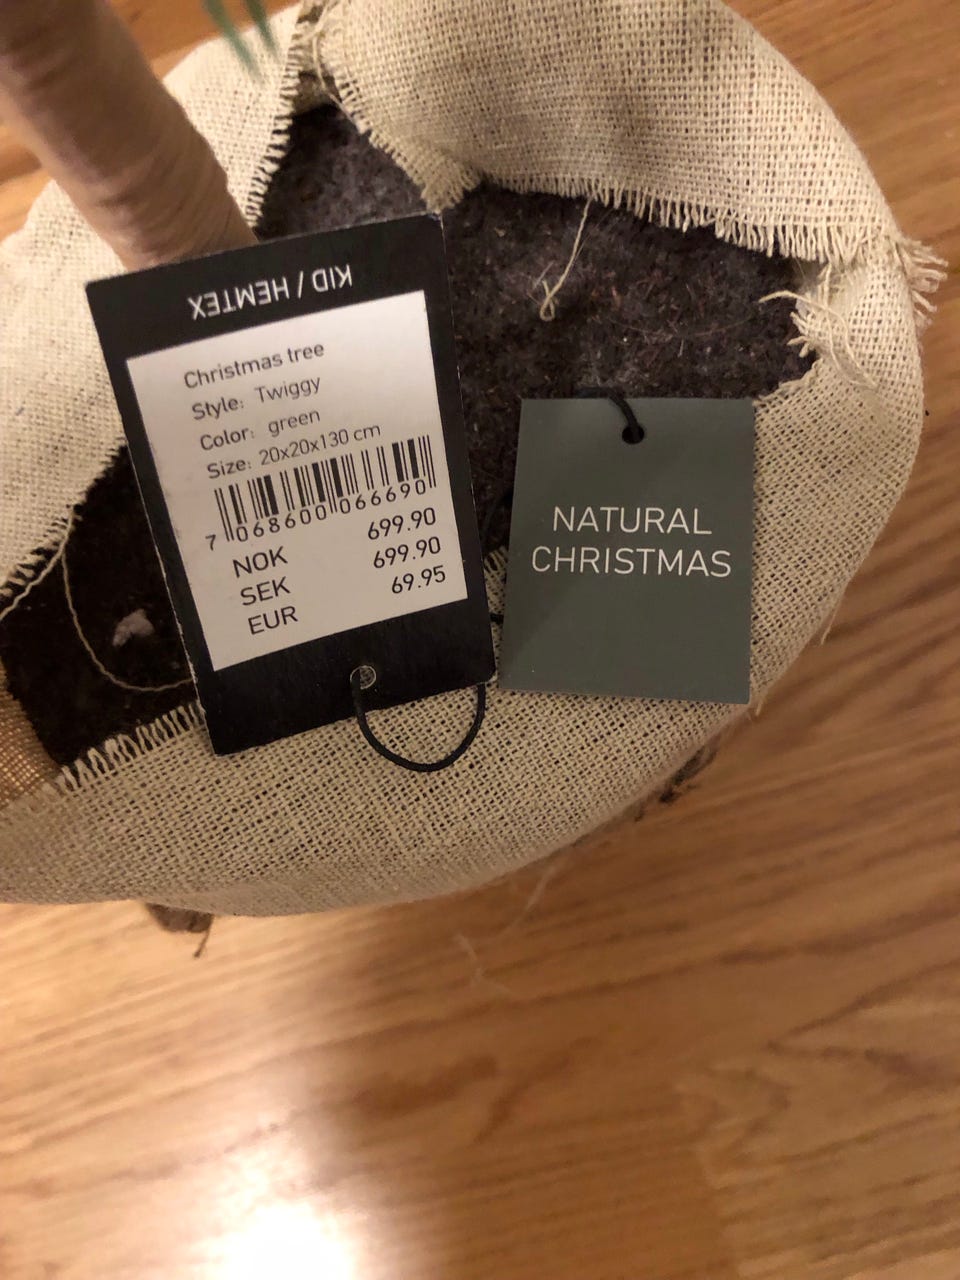 KID / HEMTEX
Christmas tree
Style: Twiggy
Color: green
Size: 20x20x130 cm
7 068600 066690
NOK 699.90
SEK 699.90
EUR 69.95
NATURAL
CHRISTMAS